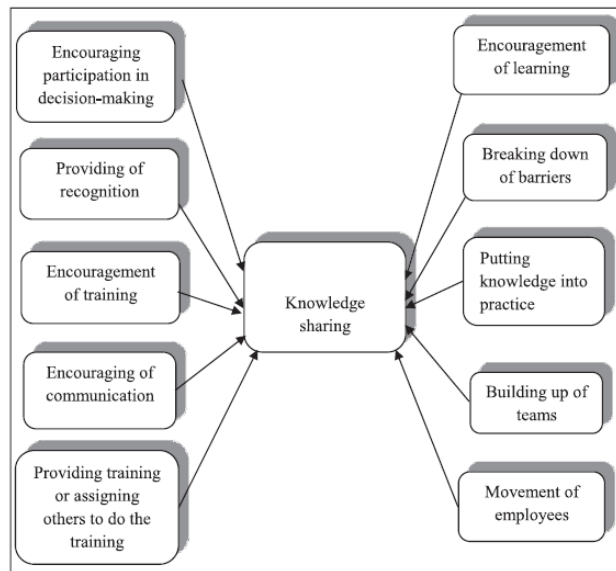 Encouraging
participation in
decision-making
Providing of
recognition
Encouragement
of training
Encouraging of
communication
Providing training
or assigning
others to do the
training
Knowledge
sharing
Encouragement
of learning
Breaking down
of barriers
Putting
knowledge into
practice
Building up of
teams
Movement of
employees